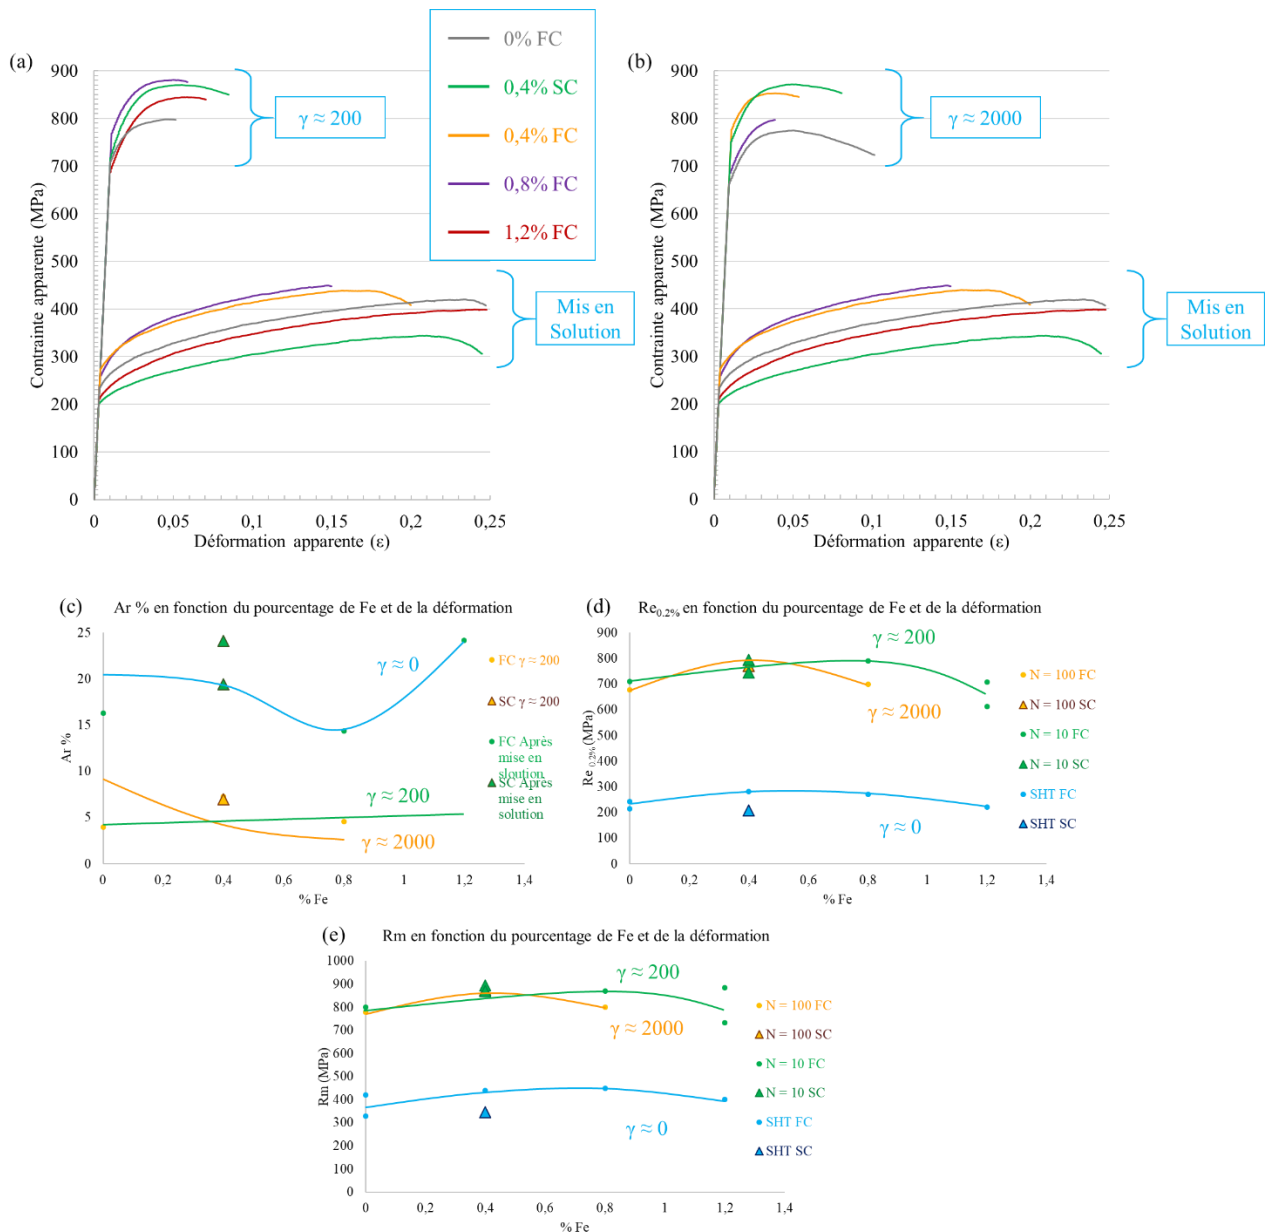 (a)
(b)
0% FC
0,4% SC
0,4% FC
0,8% FC
1,2% FC
Contrainte apparente (MPa)
900
800
700
600
500
400
300
200
100
0
γ ≈ 200
Mis en
Solution
0
0,05
0,1
0,15
0,2
0,25
Déformation apparente (ε)
Contrainte apparente (MPa)
900
800
700
600
500
400
300
200
100
0
γ ≈ 2000
Mis en
Solution
0
0,05
0,1
0,15
0,2
0,25
Déformation apparente (ε)
(c)
Ar % en fonction du pourcentage de Fe et de la déformation
Ar %
25
20
15
10
5
0
γ ≈ 0
γ ≈ 200
γ ≈ 2000
FC γ ≈ 200
SC γ ≈ 200
FC Après
mise en
sloution
SC Après
mise en
solution
0
0,2
0,4
0,6
0,8
1
1,2
1,4
% Fe
(d)
Re0.2% en fonction du pourcentage de Fe et de la déformation
Re 0.2% (MPa)
900
800
700
600
500
400
300
200
100
0
γ ≈ 200
γ ≈ 2000
γ ≈ 0
N = 100 FC
N = 100 SC
N = 10 FC
N = 10 SC
SHT FC
SHT SC
0
0,2
0,4
0,6
0,8
1
1,2
1,4
% Fe
(e)
Rm en fonction du pourcentage de Fe et de la déformation
Rm (MPa)
1000
900
800
700
600
500
400
300
200
100
0
γ ≈ 200
γ ≈ 2000
γ ≈ 0
N = 100 FC
N = 100 SC
N = 10 FC
N = 10 SC
SHT FC
SHT SC
0
0,2
0,4
0,6
0,8
1
1,2
1,4
% Fe